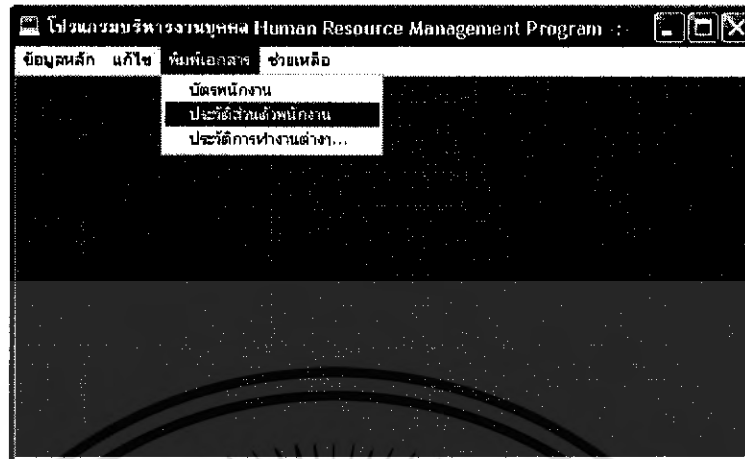 โปรแกรมบริหารงานบุคคล Human Resource Management Program -:-
ข้อมูลหลัก แก้ไข พิมพ์เอกสาร ช่วยเหลือ
บัตรพนักงาน
ประวัติส่วนตัวพนักงาน
ประวัติการทำงานต่างๆ...